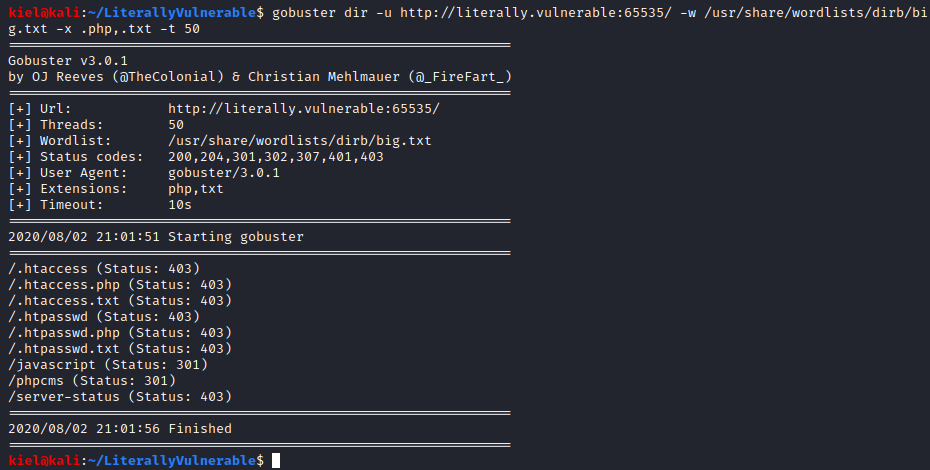 kiel@kali:~/LiterallyVulnerable$ gobuster dir -u http://literally.vulnerable:65535/ -w /usr/share/wordlists/dirb/bi
g.txt -x .php,.txt -t 50
===============================================================
Gobuster v3.0.1
by OJ Reeves (@TheColonial) & Christian Mehlmauer (@_FireFart_)
===============================================================
[+] Url:            http://literally.vulnerable:65535/
[+] Threads:        50
[+] Wordlist:       /usr/share/wordlists/dirb/big.txt
[+] Status codes:   200,204,301,302,307,401,403
[+] User Agent:     gobuster/3.0.1
[+] Extensions:     php,txt
[+] Timeout:        10s
===============================================================
2020/08/02 21:01:51 Starting gobuster
===============================================================
/.htaccess (Status: 403)
/.htaccess.php (Status: 403)
/.htaccess.txt (Status: 403)
/.htpasswd (Status: 403)
/.htpasswd.php (Status: 403)
/.htpasswd.txt (Status: 403)
/javascript (Status: 301)
/phpcms (Status: 301)
/server-status (Status: 403)
===============================================================
2020/08/02 21:01:56 Finished
===============================================================
kiel@kali:~/LiterallyVulnerable$